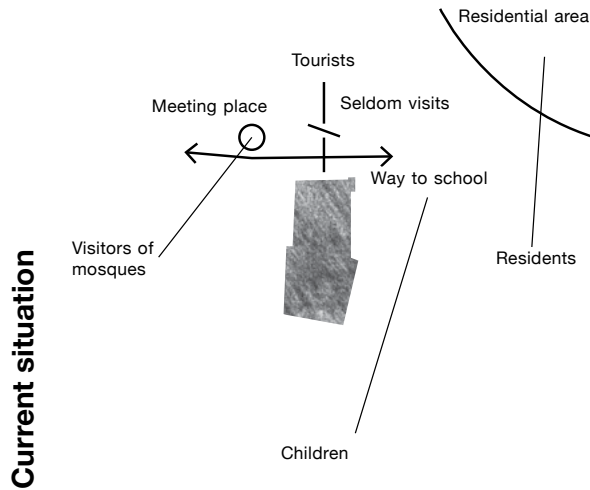 Residential area
Tourists
Meeting place
Seldom visits
Way to school
Visitors of
mosques
Residents
Current situation
Children